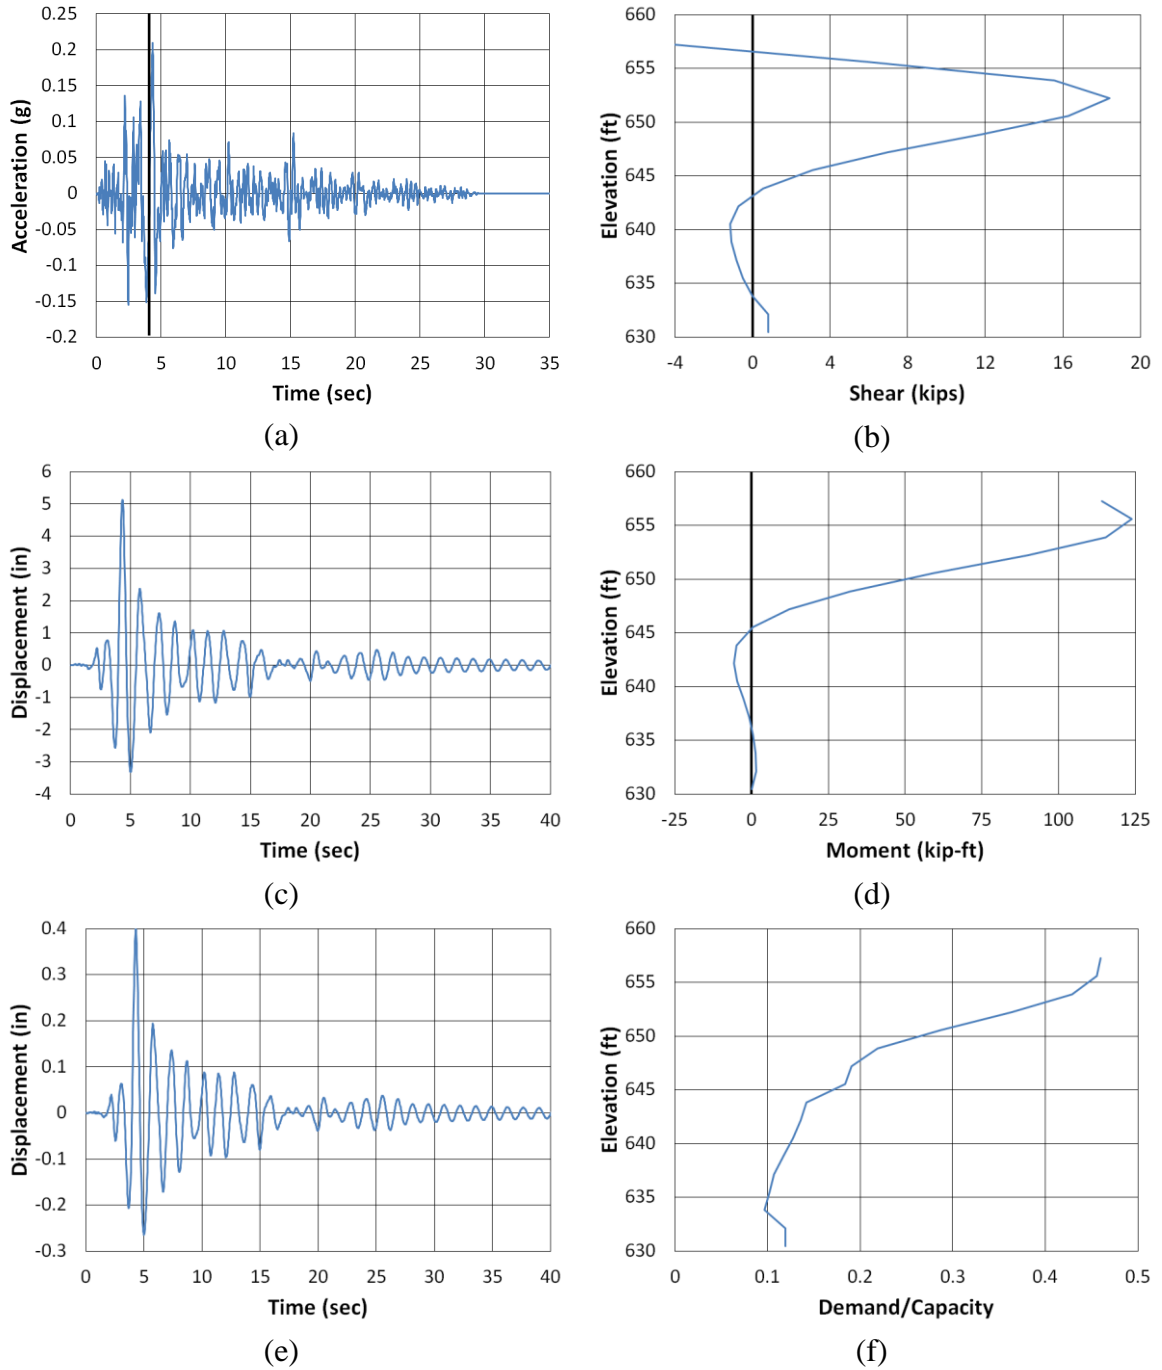 0.25
0.2
0.15
0.1
0.05
0
-0.05
-0.1
-0.15
-0.2
Acceleration (g)
0 5 10 15 20 25 30 35
Time (sec)
(a)
660
655
650
645
640
635
630
Elevation (ft)
-4 0 4 8 12 16 20
Shear (kips)
(b)
6
5
4
3
2
1
0
-1
-2
-3
-4
Displacement (in)
0 5 10 15 20 25 30 35 40
Time (sec)
(c)
660
655
650
645
640
635
630
Elevation (ft)
-25 0 25 50 75 100 125
Moment (kip-ft)
(d)
0.4
0.3
0.2
0.1
0
-0.1
-0.2
-0.3
Displacement (in)
0 5 10 15 20 25 30 35 40
Time (sec)
(e)
660
655
650
645
640
635
630
Elevation (ft)
0 0.1 0.2 0.3 0.4 0.5
Demand/Capacity
(f)